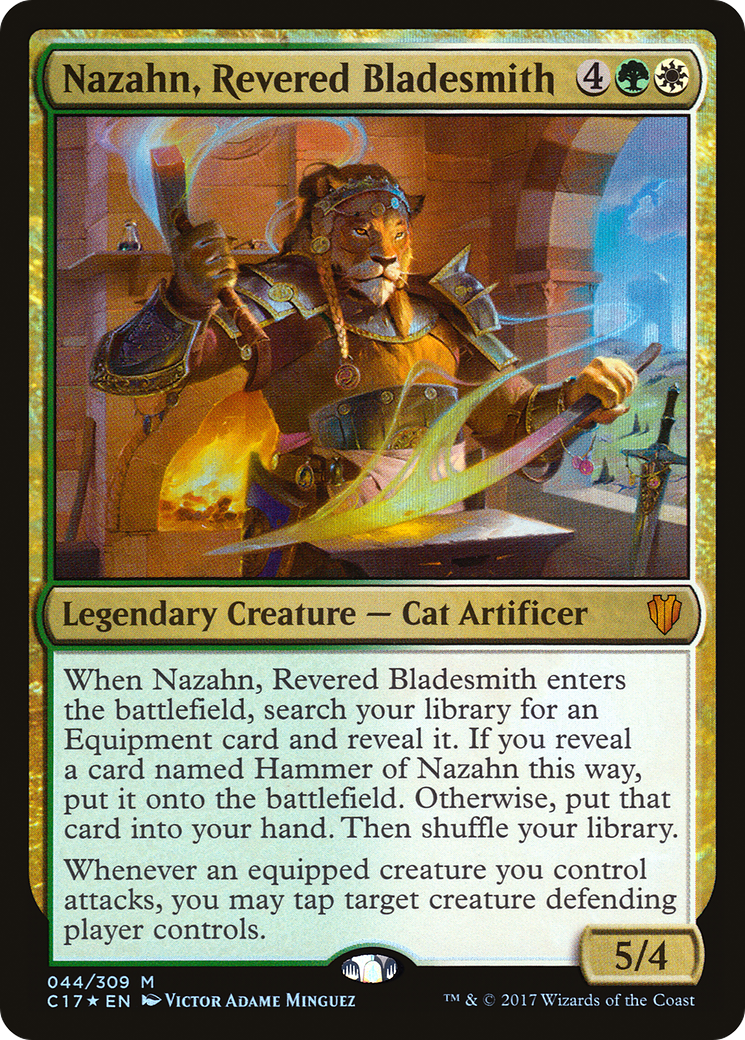 Nazahn, Revered Bladesmith 4
Legendary Creature — Cat Artificer
When Nazahn, Revered Bladesmith enters
the battlefield, search your library for an
Equipment card and reveal it. If you reveal
a card named Hammer of Nazahn this way,
put it onto the battlefield. Otherwise, put that
card into your hand. Then shuffle your library.
Whenever an equipped creature you control
attacks, you may tap target creature defending
player controls.
5/4
044/309 M
C17★EN Victor Adame Minguez
™ & © 2017 Wizards of the Coast